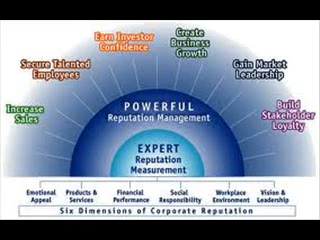 Create
Business
Growth
Earn Investor
Confidence
Gain Market
Leadership
Secure Talented
Employees
Build
Stakeholder
Loyalty
Increase
Sales
POWERFUL
Reputation Management
EXPERT
Reputation
Measurement
Emotional
Appeal
Products &
Services
Financial
Performance
Social
Responsibility
Workplace
Environment
Vision &
Leadership
Six Dimensions of Corporate Reputation